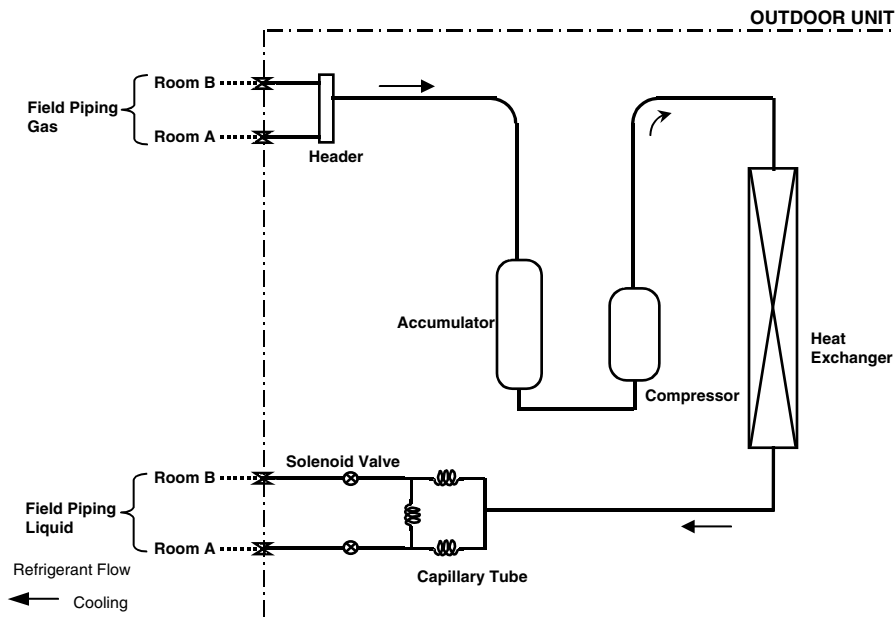 OUTDOOR UNIT
Room B
Field Piping
Gas
Room A
Header
Accumulator
Compressor
Heat
Exchanger
Solenoid Valve
Room B
Field Piping
Liquid
Room A
Capillary Tube
Refrigerant Flow
Cooling